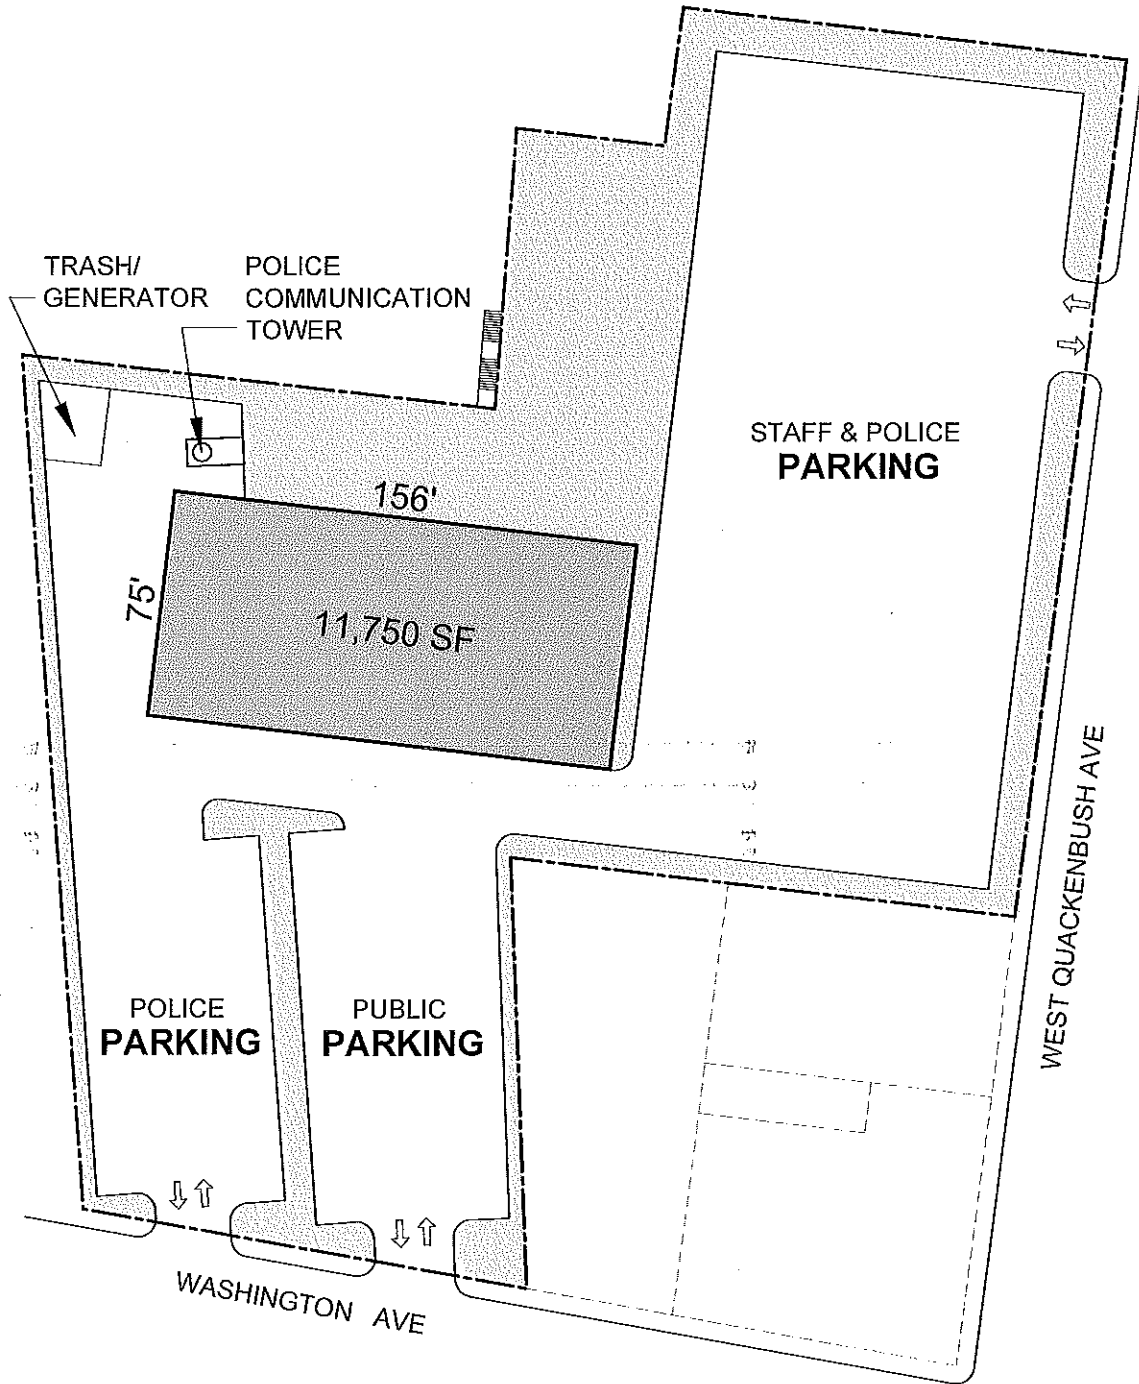 TRASH/
GENERATOR
POLICE
COMMUNICATION
TOWER
STAFF & POLICE
PARKING
156'
75'
11,750 SF
WEST QUACKENBUSH AVE
POLICE
PARKING
PUBLIC
PARKING
WASHINGTON AVE